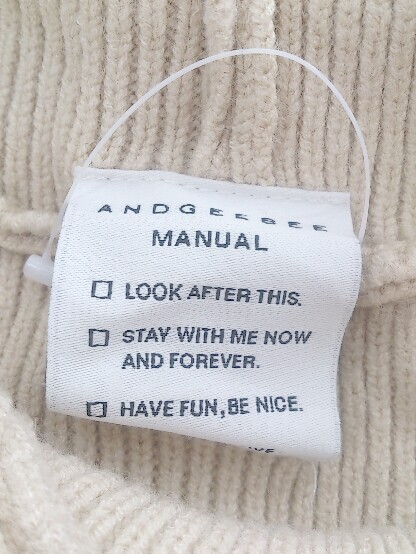 ANDGEEBEE
MANUAL
LOOK AFTER THIS.
STAY WITH ME NOW
AND FOREVER.
HAVE FUN, BE NICE.